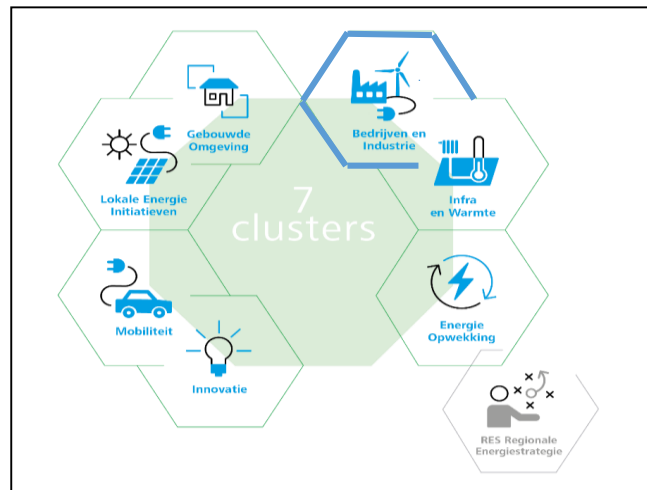 Gebouwde
Omgeving
Bedrijven en
Industrie
Lokale Energie
Initiatieven
7
clusters
Infra
en Warmte
Mobiliteit
Energie
Opwekking
Innovatie
RES Regionale
Energiestrategie